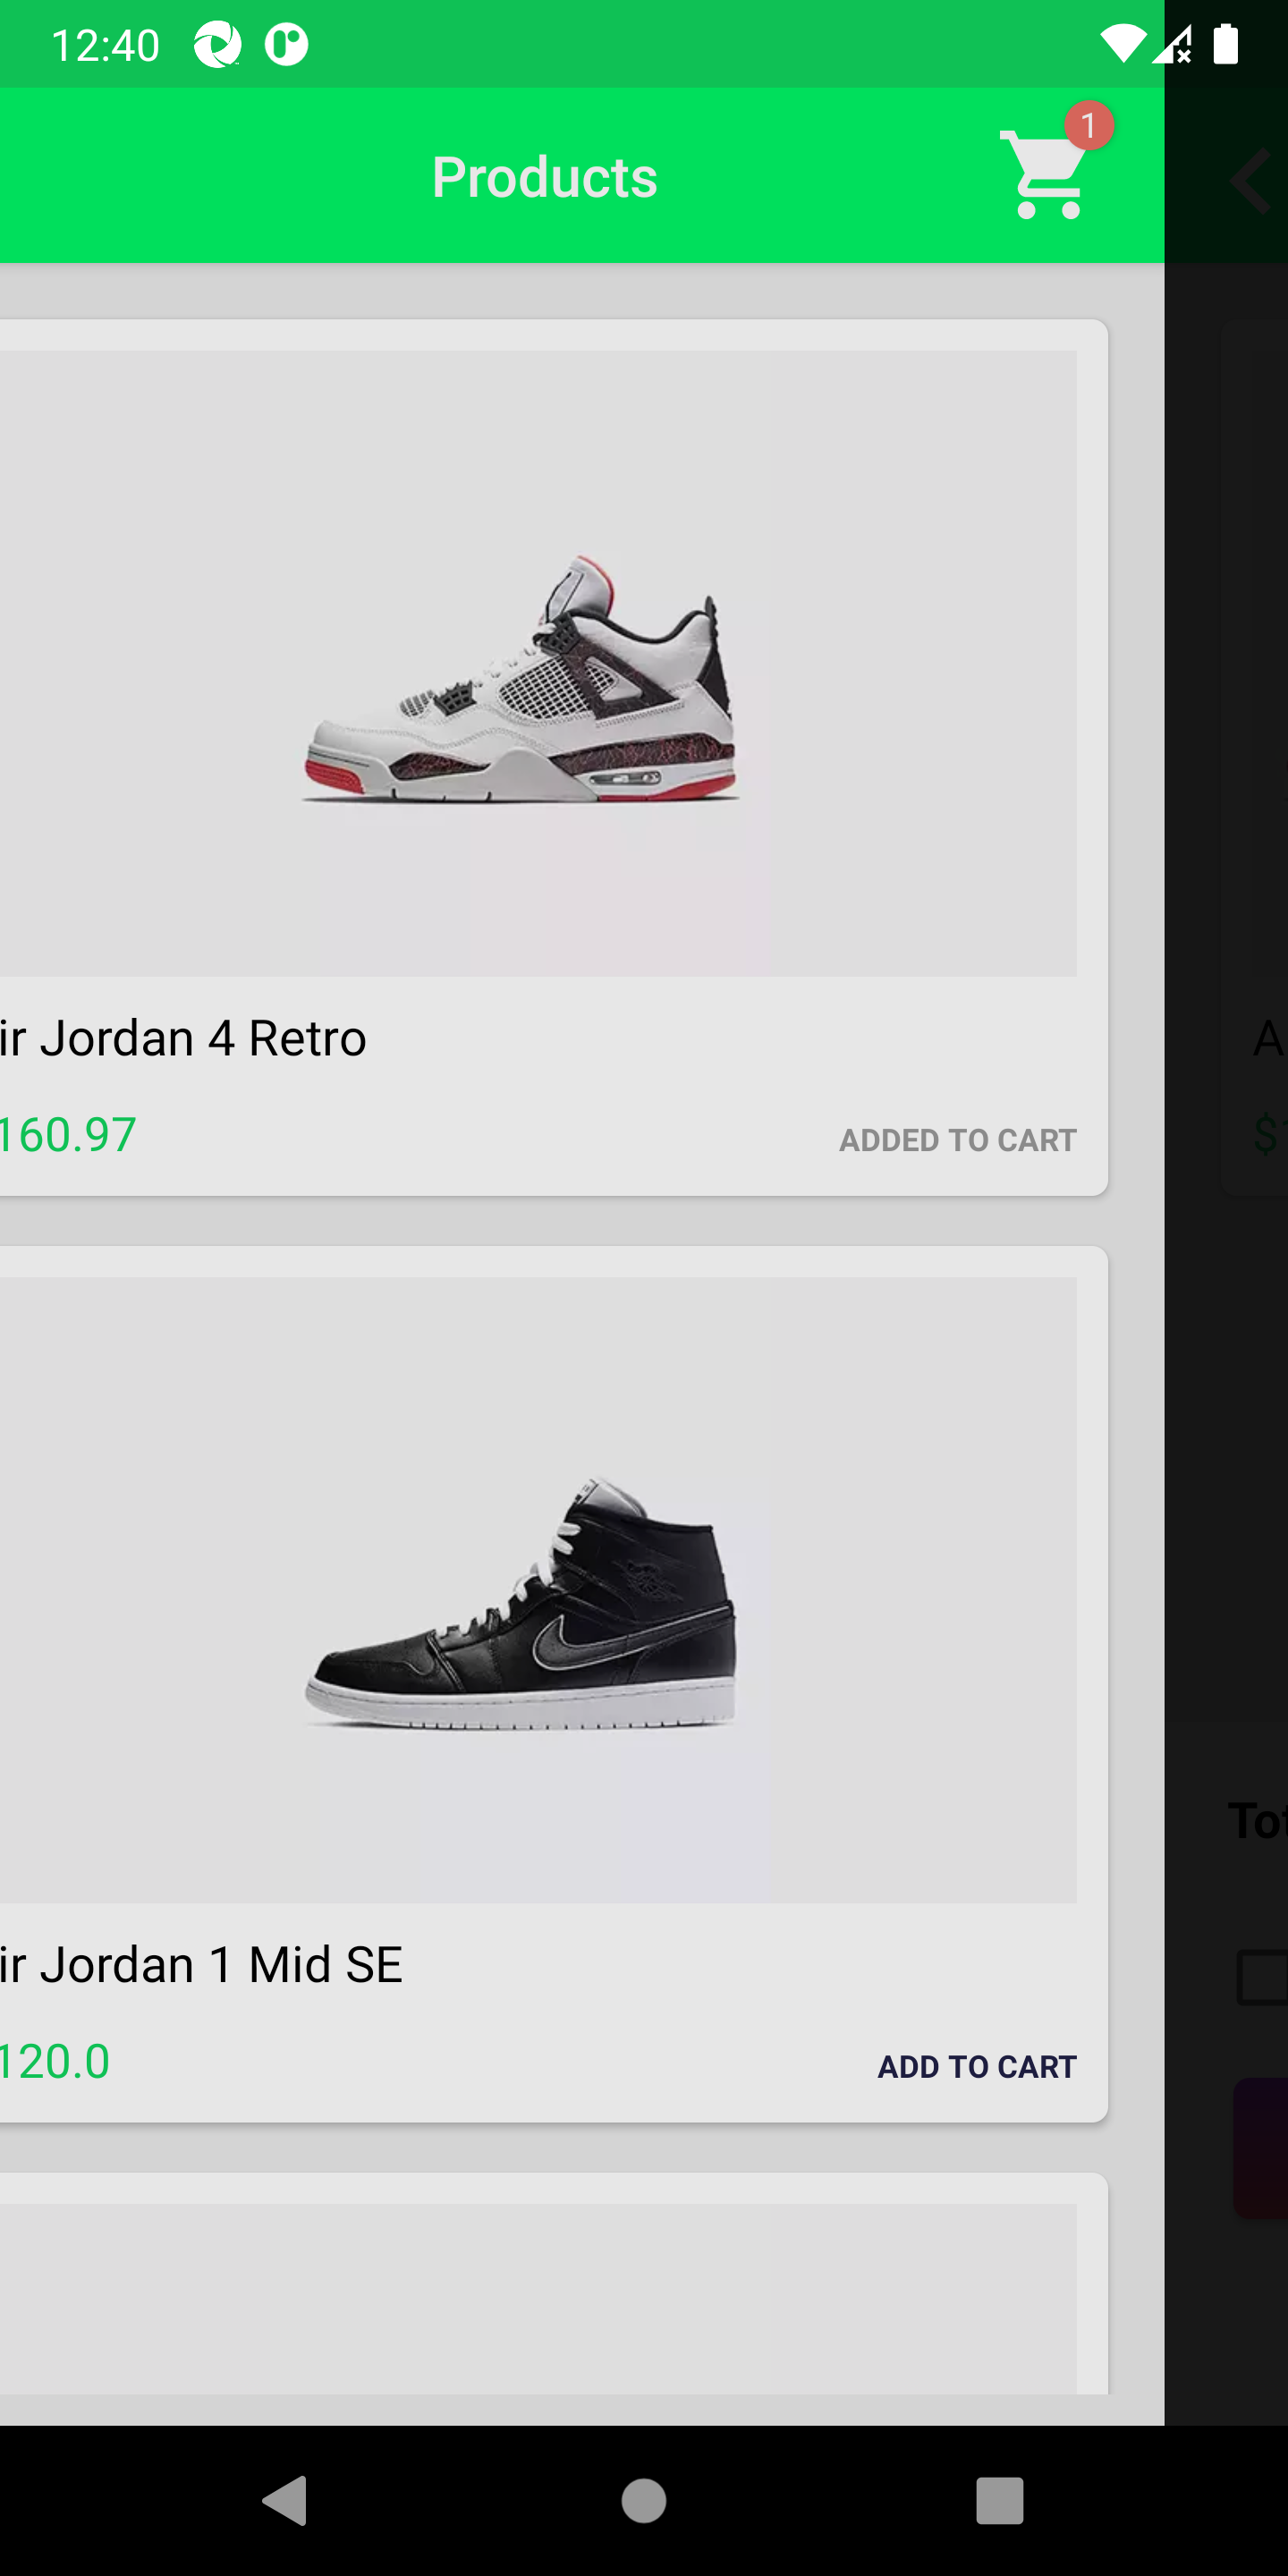 12:40
Products
1
ir Jordan 4 Retro
A
160.97
ADDED TO CART
$
ir Jordan 1 Mid SE
Tot
120.0
ADD TO CART